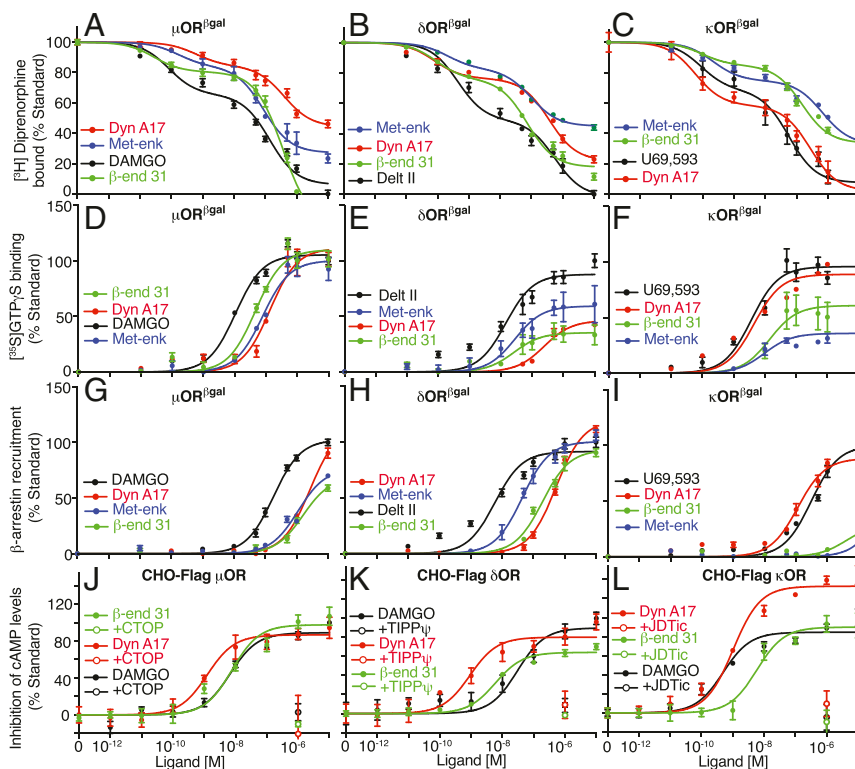 A
μOR^βgal
B
δOR^βgal
C
κOR^βgal
[³H] Diprenorphine
bound (% Standard)
100
80
60
40
20
0
Dyn A17
Met-enk
DAMGO
β-end 31
Met-enk
Dyn A17
β-end 31
Delt II
Met-enk
β-end 31
U69,593
Dyn A17
D
μOR^βgal
E
δOR^βgal
F
κOR^βgal
[³⁵S]GTPγS binding
(% Standard)
150
100
50
0
β-end 31
Dyn A17
DAMGO
Met-enk
Delt II
Met-enk
Dyn A17
β-end 31
U69,593
Dyn A17
β-end 31
Met-enk
G
μOR^βgal
H
δOR^βgal
I
κOR^βgal
β-arrestin recruitment
(% Standard)
150
100
50
0
DAMGO
Dyn A17
Met-enk
β-end 31
Dyn A17
Met-enk
Delt II
β-end 31
U69,593
Dyn A17
β-end 31
Met-enk
J
CHO-Flag μOR
K
CHO-Flag δOR
L
CHO-Flag κOR
Inhibition of cAMP levels
(% Standard)
120
80
40
0
β-end 31
+CTOP
Dyn A17
+CTOP
DAMGO
+CTOP
DAMGO
+TIPPψ
Dyn A17
+TIPPψ
β-end 31
+TIPPψ
Dyn A17
+JDTic
β-end 31
+JDTic
DAMGO
+JDTic
0 10⁻¹² 10⁻¹⁰ 10⁻⁸ 10⁻⁶
Ligand [M]
0 10⁻¹² 10⁻¹⁰ 10⁻⁸ 10⁻⁶
Ligand [M]
0 10⁻¹² 10⁻¹⁰ 10⁻⁸ 10⁻⁶
Ligand [M]